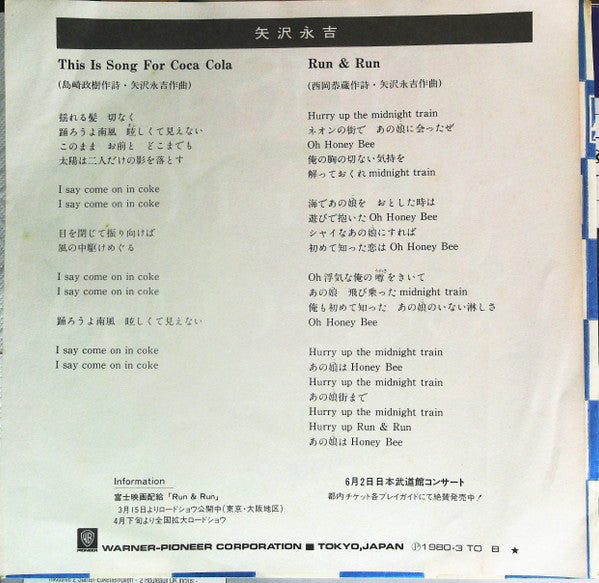 矢沢永吉
This Is Song For Coca Cola
(島崎政樹作詩・矢沢永吉作曲)
揺れる髪　切なく
踊ろうよ南風　眩しくて見えない
このまま　お前と　どこまでも
太陽は二人だけの影を落とす
I say come on in coke
I say come on in coke
目を閉じて振り向けば
風の中駆けめぐる
I say come on in coke
I say come on in coke
踊ろうよ南風　眩しくて見えない
I say come on in coke
I say come on in coke
Run & Run
(西岡恭蔵作詩・矢沢永吉作曲)
Hurry up the midnight train
ネオンの街で　あの娘に会ったぜ
Oh Honey Bee
俺の胸の切ない気持を
解っておくれ midnight train
海であの娘を　おとした時は
遊びで抱いた Oh Honey Bee
シャイなあの娘にすれば
初めて知った恋は Oh Honey Bee
Oh 浮気な俺の噂をきいて
あの娘　飛び乗った midnight train
俺も初めて知った　あの娘のいない淋しさ
Oh Honey Bee
Hurry up the midnight train
あの娘は Honey Bee
Hurry up the midnight train
あの娘街まで
Hurry up the midnight train
Hurry up Run & Run
あの娘は Honey Bee
Information
富士映画配給「Run & Run」
3月15日よりロードショウ公開中(東京・大阪地区)
4月下旬より全国拡大ロードショウ
6月2日日本武道館コンサート
都内チケット各プレイガイドにて絶賛発売中！
PIONEER
WARNER-PIONEER CORPORATION ■ TOKYO,JAPAN Ⓟ1980・3 TO B ★